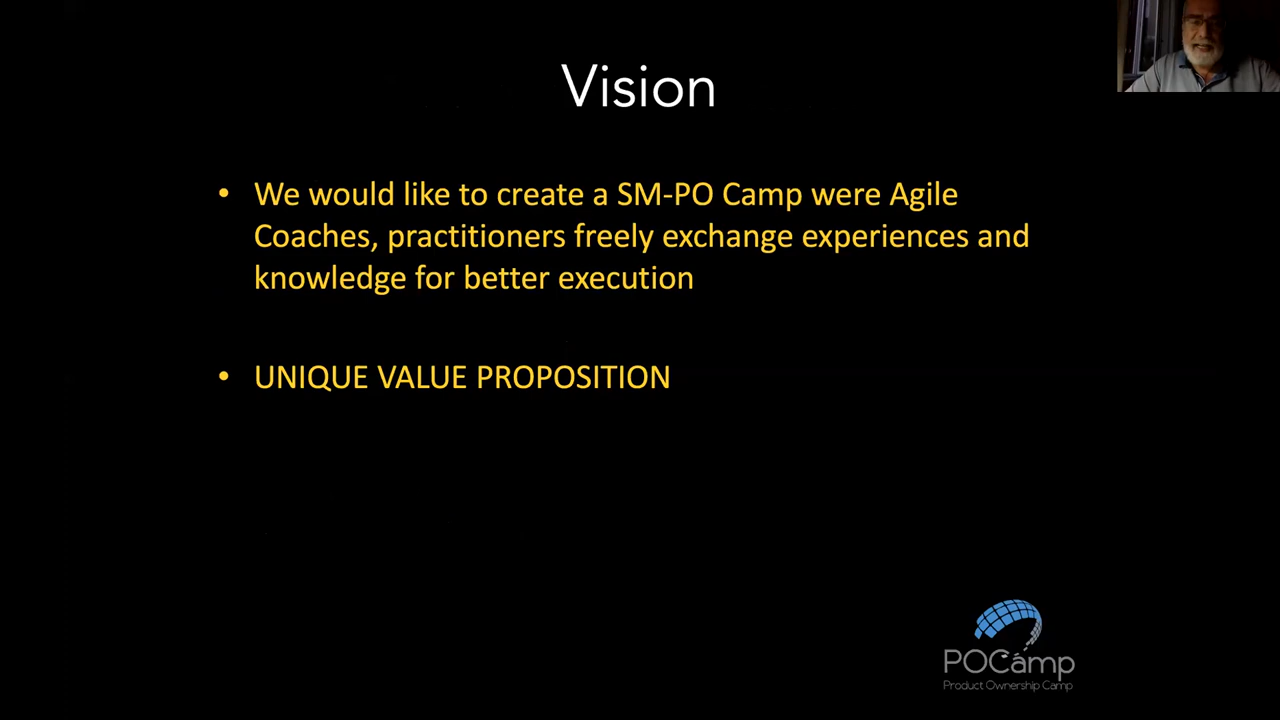 Vision
• We would like to create a SM-PO Camp were Agile
Coaches, practitioners freely exchange experiences and
knowledge for better execution
• UNIQUE VALUE PROPOSITION
POCámp
Product Ownership Camp